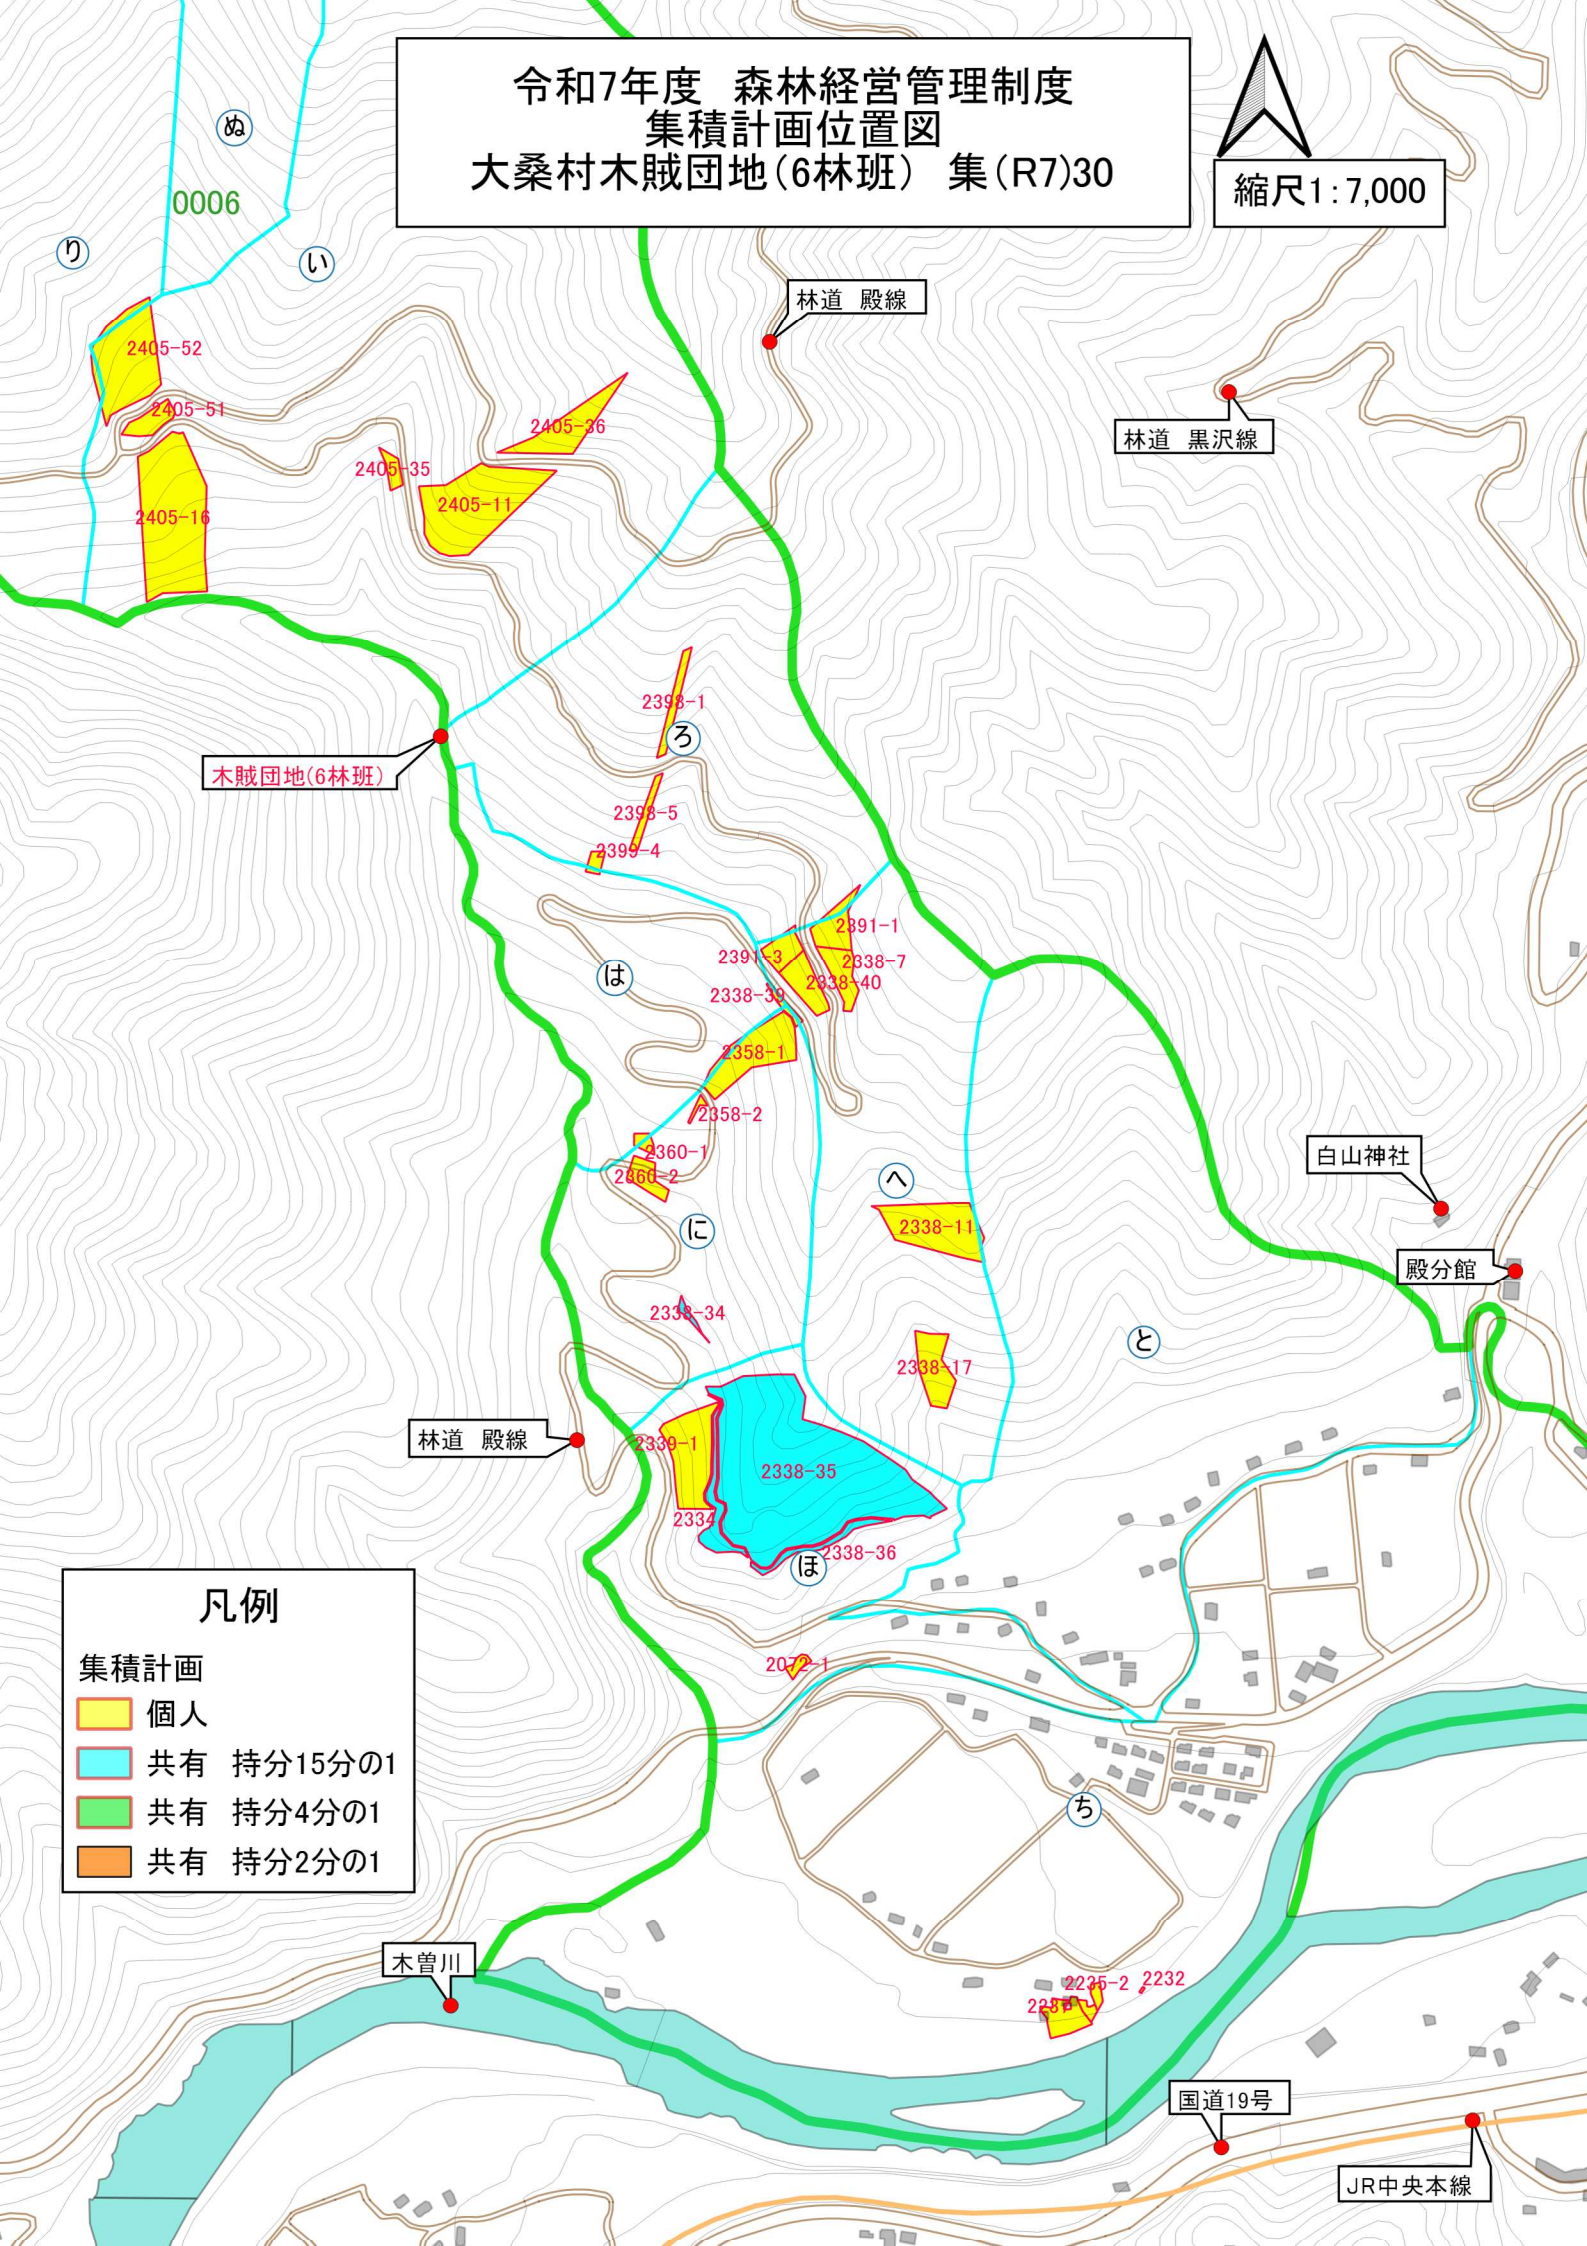 令和7年度 森林経営管理制度
集積計画位置図
大桑村木賊団地(6林班) 集(R7)30
縮尺1:7,000
ぬ
0006
り
い
林道 殿線
2405-52
2405-51
2405-36
林道 黒沢線
2405-35
2405-11
2405-16
2398-1
ろ
木賊団地(6林班)
2398-5
2399-4
2391-1
2391-3
2338-7
は
2338-40
2338-39
2358-1
2358-2
2360-1
白山神社
2360-2
へ
2338-11
に
殿分館
2338-34
と
2338-17
林道 殿線
2339-1
2338-35
2334
2338-36
ほ
凡例
集積計画
個人
共有 持分15分の1
共有 持分4分の1
共有 持分2分の1
2072-1
ち
木曽川
2235-2
2232
国道19号
JR中央本線